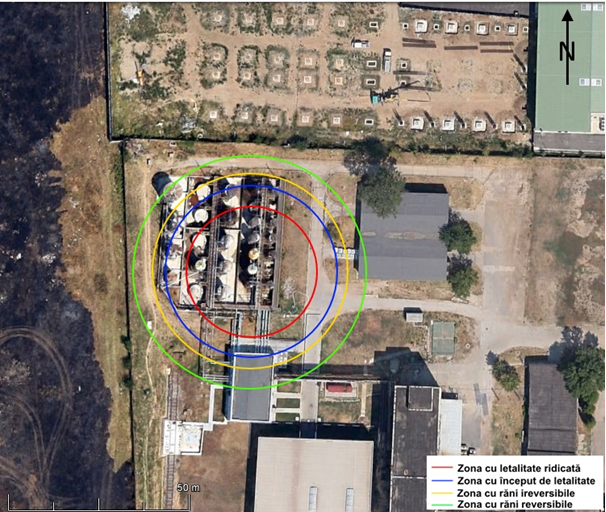 N
50 m
Zona cu letalitate ridicată
Zona cu început de letalitate
Zona cu răni ireversibile
Zona cu răni reversibile